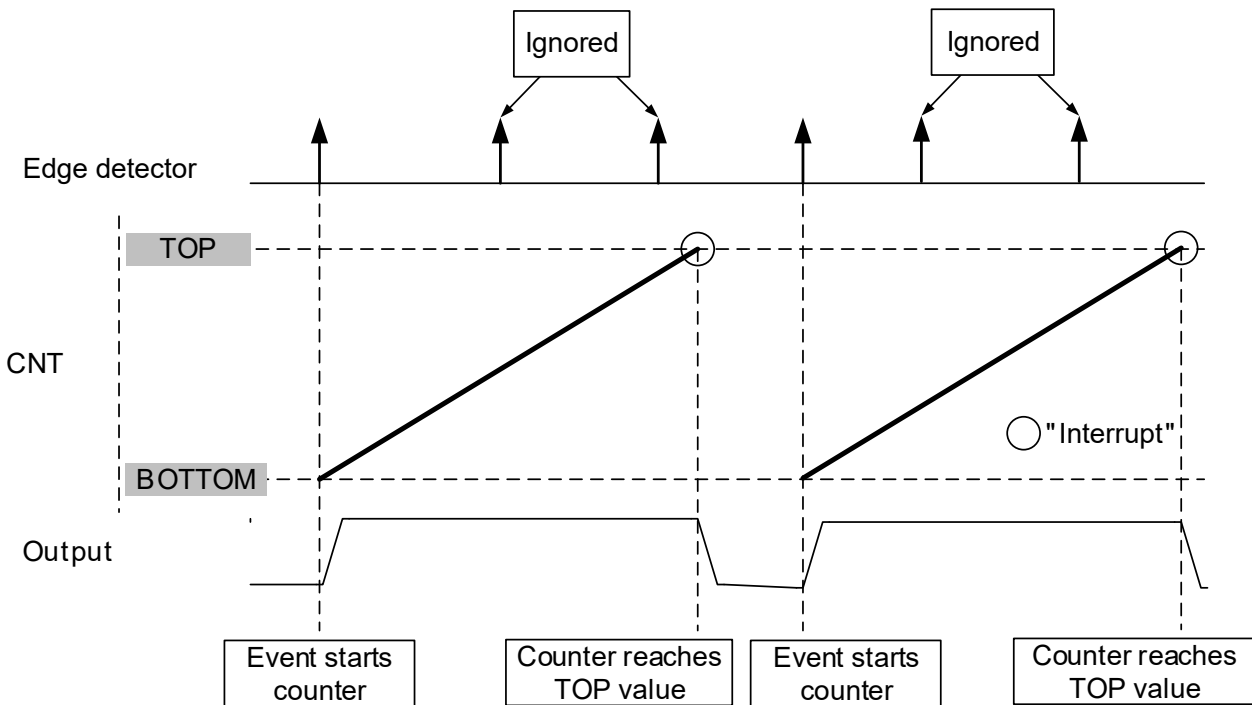 Ignored
Ignored
Edge detector
TOP
CNT
"Interrupt"
BOTTOM
Output
Event starts
counter
Counter reaches
TOP value
Event starts
counter
Counter reaches
TOP value